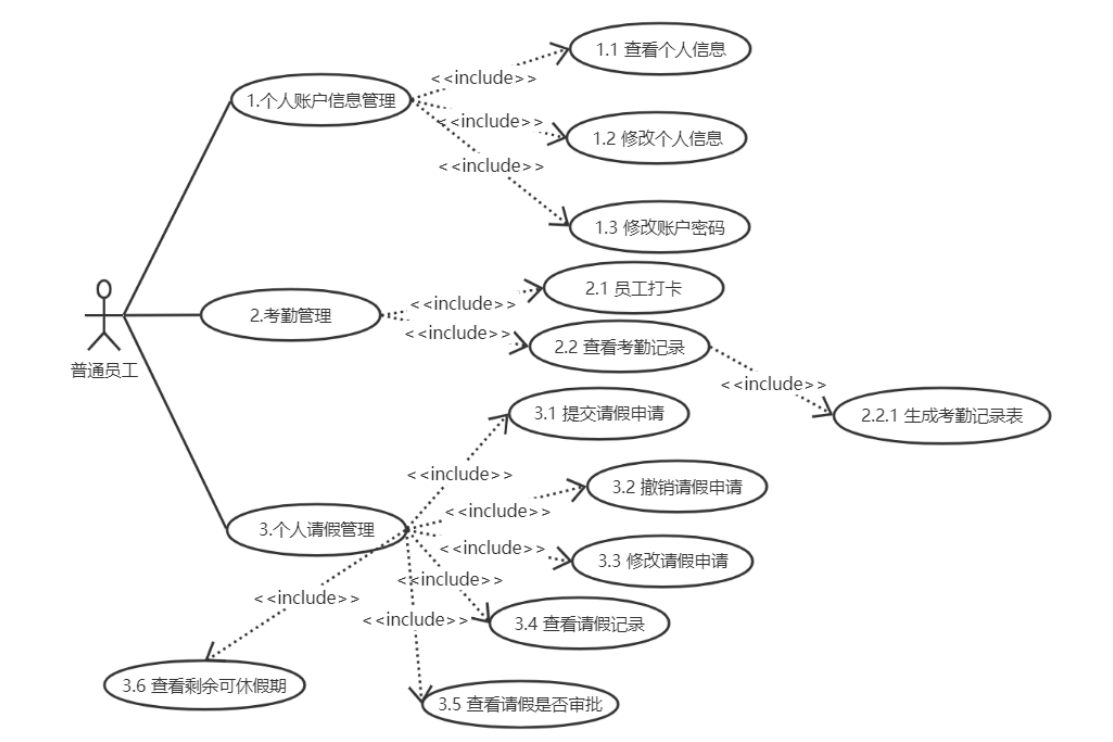 1.1 查看个人信息
<<include>>
1.个人账户信息管理
<<include>>
1.2 修改个人信息
<<include>>
1.3 修改账户密码
2.1 员工打卡
<<include>>
2.考勤管理
<<include>>
2.2 查看考勤记录
普通员工
<<include>>
2.2.1 生成考勤记录表
3.1 提交请假申请
<<include>>
3.2 撤销请假申请
<<include>>
3.个人请假管理
<<include>>
3.3 修改请假申请
<<include>>
<<include>>
<<include>>
3.4 查看请假记录
3.6 查看剩余可休假期
3.5 查看请假是否审批